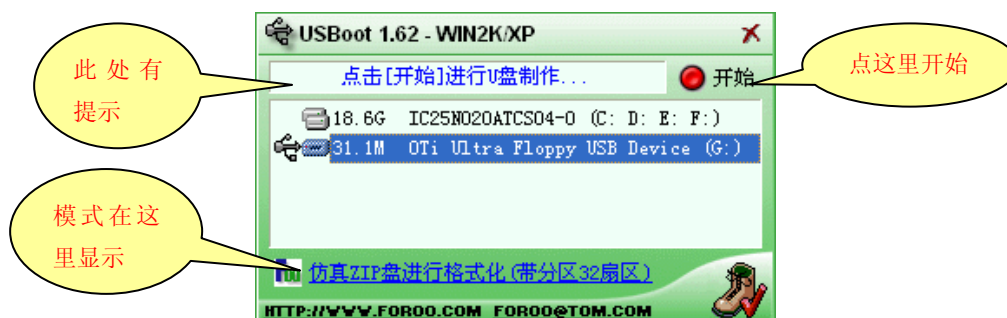 USBoot 1.62 - WIN2K/XP
此处有
提示
点击[开始]进行U盘制作...
开始
点这里开始
18.6G IC25N020ATCS04-0 (C: D: E: F:)
31.1M OTi Ultra Floppy USB Device (G:)
模式在这
里显示
仿真ZIP盘进行格式化(带分区32扇区)
HTTP://WWW.FOROO.COM FOROO@TOM.COM